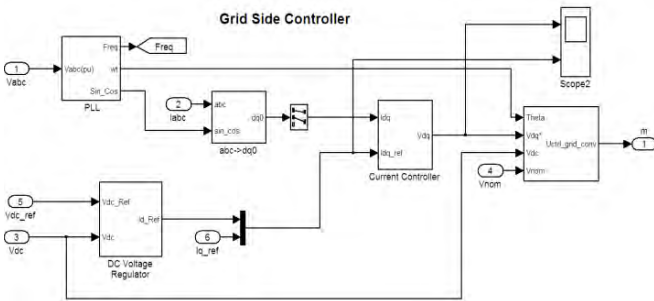 Grid Side Controller
Freq
Freq
1
Vabc
Vabc(pu)
wt
Sin_Cos
PLL
2
Iabc
abc
dq0
sin_cos
abc->dq0
Idq
Vdq
Idq_ref
Current Controller
Scope2
Theta
Vdq*
Uctrl_grid_conv
Vdc
Vnom
4
Vnom
m
1
5
Vdc_ref
3
Vdc
Vdc_Ref
Id_Ref
Vdc
DC Voltage
Regulator
6
Iq_ref